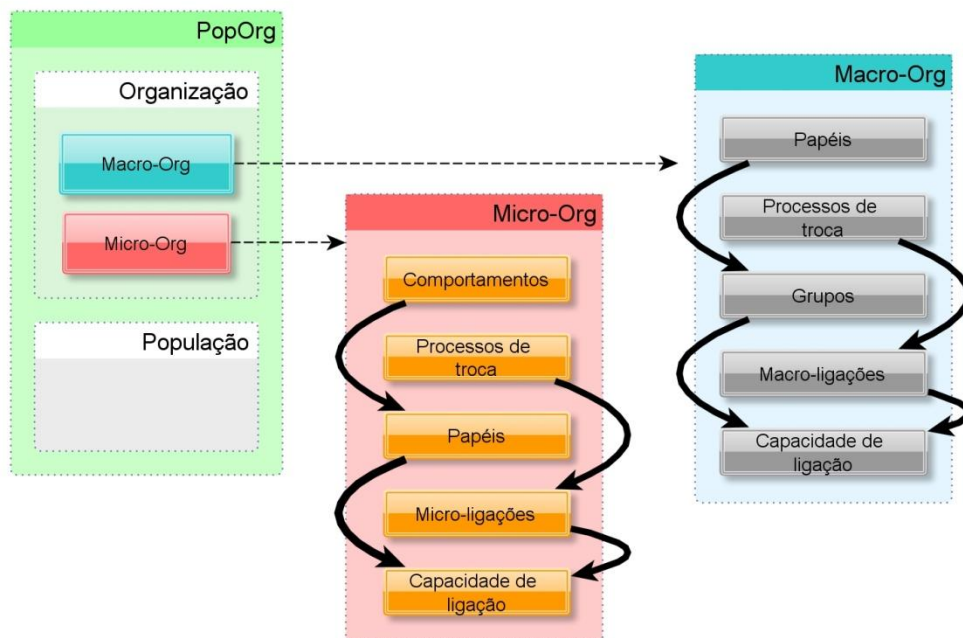 PopOrg
Organização
Macro-Org
Micro-Org
População
Micro-Org
Comportamentos
Processos de
troca
Papéis
Micro-ligações
Capacidade de
ligação
Macro-Org
Papéis
Processos de
troca
Grupos
Macro-ligações
Capacidade de
ligação